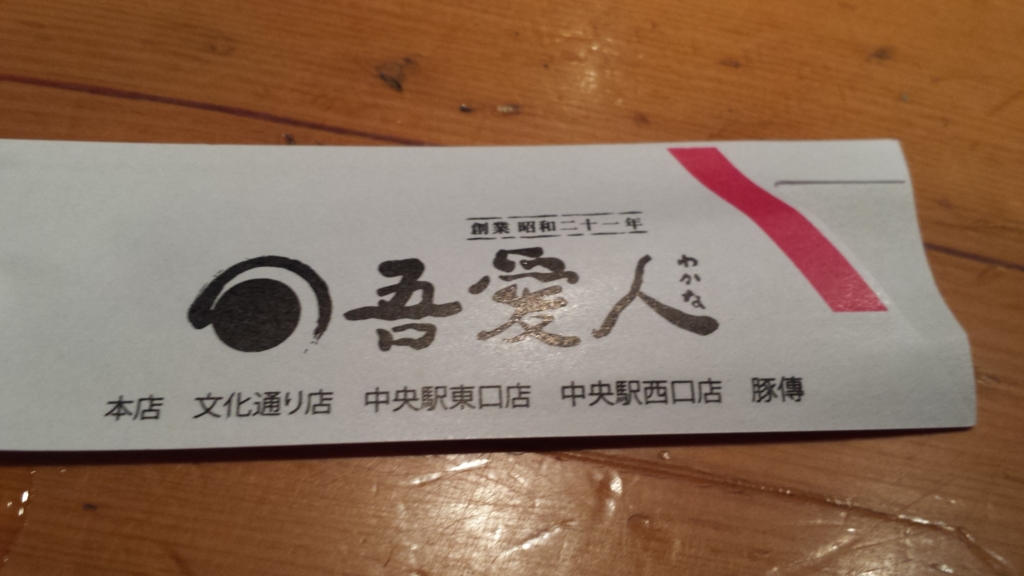 創業 昭和二十一年
吾愛人
わかな
本店 文化通り店 中央駅東口店 中央駅西口店 豚傳